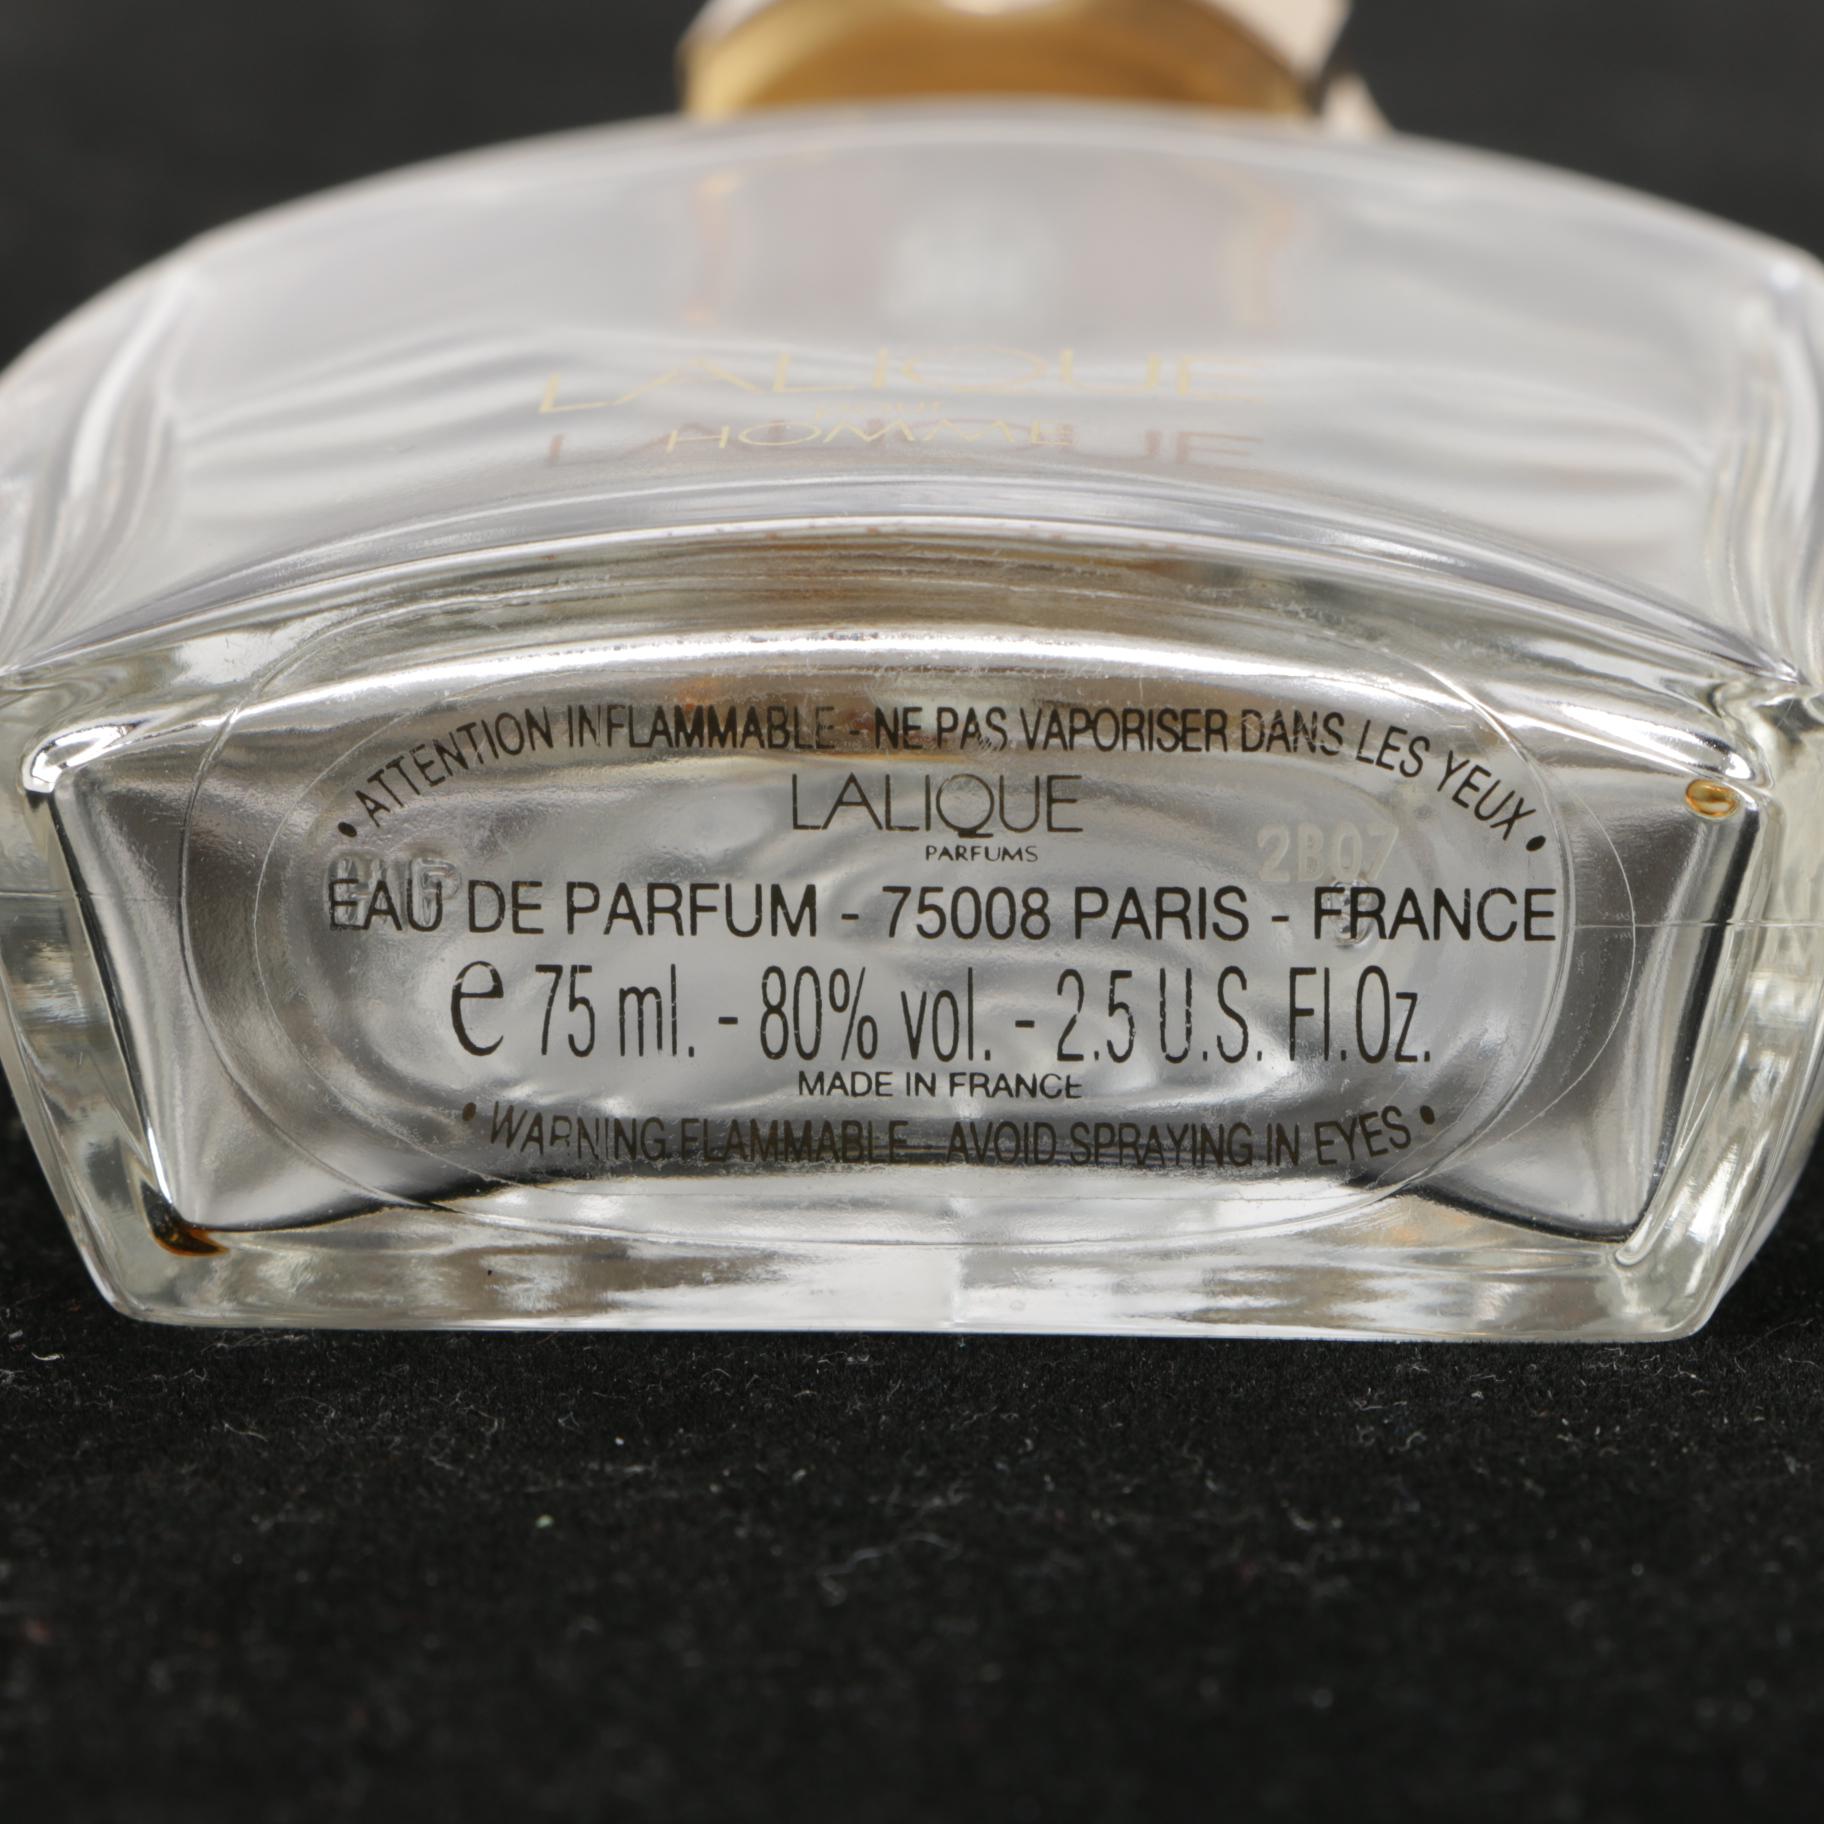 LALIQUE
pour
HOMME
• ATTENTION INFLAMMABLE - NE PAS VAPORISER DANS LES YEUX •
LALIQUE
PARFUMS
2B07
EAU DE PARFUM - 75008 PARIS - FRANCE
e 75 ml. - 80% vol. - 2.5 U.S. Fl.Oz.
MADE IN FRANCE
• WARNING FLAMMABLE - AVOID SPRAYING IN EYES •